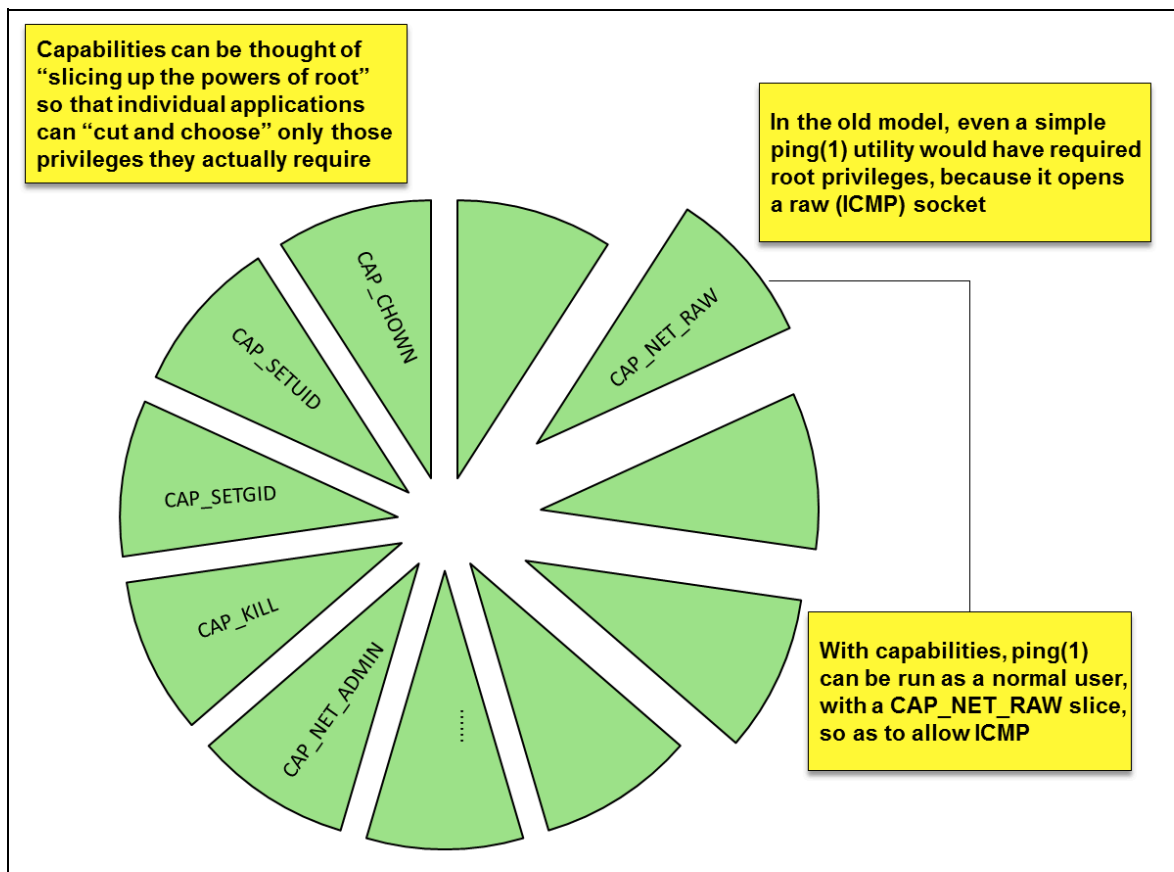 Capabilities can be thought of
“slicing up the powers of root”
so that individual applications
can “cut and choose” only those
privileges they actually require
In the old model, even a simple
ping(1) utility would have required
root privileges, because it opens
a raw (ICMP) socket
CAP_CHOWN
CAP_NET_RAW
CAP_SETUID
CAP_SETGID
CAP_KILL
CAP_NET_ADMIN
......
With capabilities, ping(1)
can be run as a normal user,
with a CAP_NET_RAW slice,
so as to allow ICMP